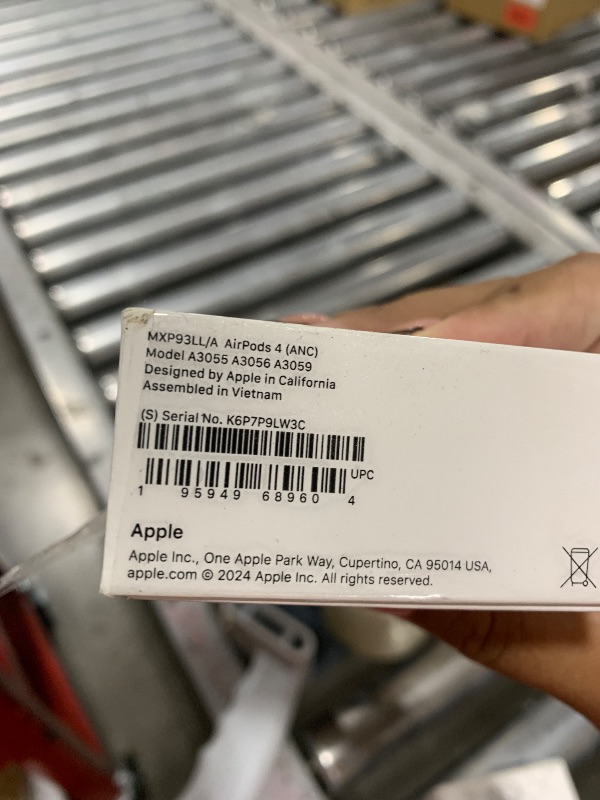 MXP93LL/A AirPods 4 (ANC)
Model A3055 A3056 A3059
Designed by Apple in California
Assembled in Vietnam
(S) Serial No. K6P7P9LW3C
UPC
1 95949 68960 4
Apple
Apple Inc., One Apple Park Way, Cupertino, CA 95014 USA,
apple.com © 2024 Apple Inc. All rights reserved.